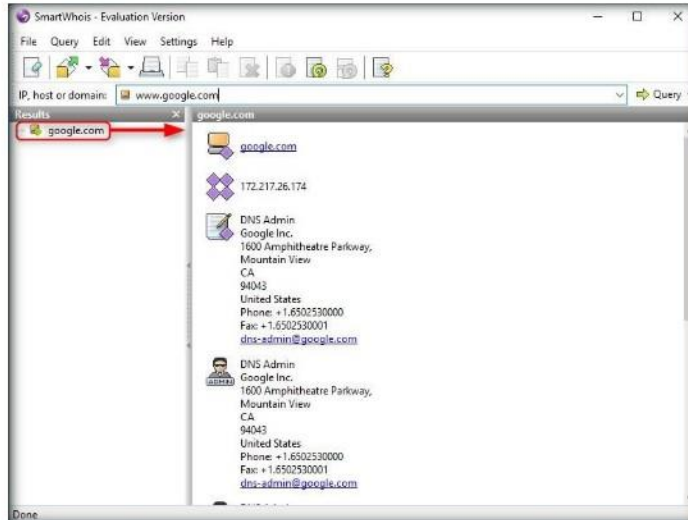 SmartWhois - Evaluation Version
File Query Edit View Settings Help
IP, host or domain: www.google.com Query
Results
google.com
google.com
google.com
172.217.26.174
DNS Admin
Google Inc.
1600 Amphitheatre Parkway,
Mountain View
CA
94043
United States
Phone: +1.6502530000
Fax: +1.6502530001
dns-admin@google.com
ADMIN
DNS Admin
Google Inc.
1600 Amphitheatre Parkway,
Mountain View
CA
94043
United States
Phone: +1.6502530000
Fax: +1.6502530001
dns-admin@google.com
Done